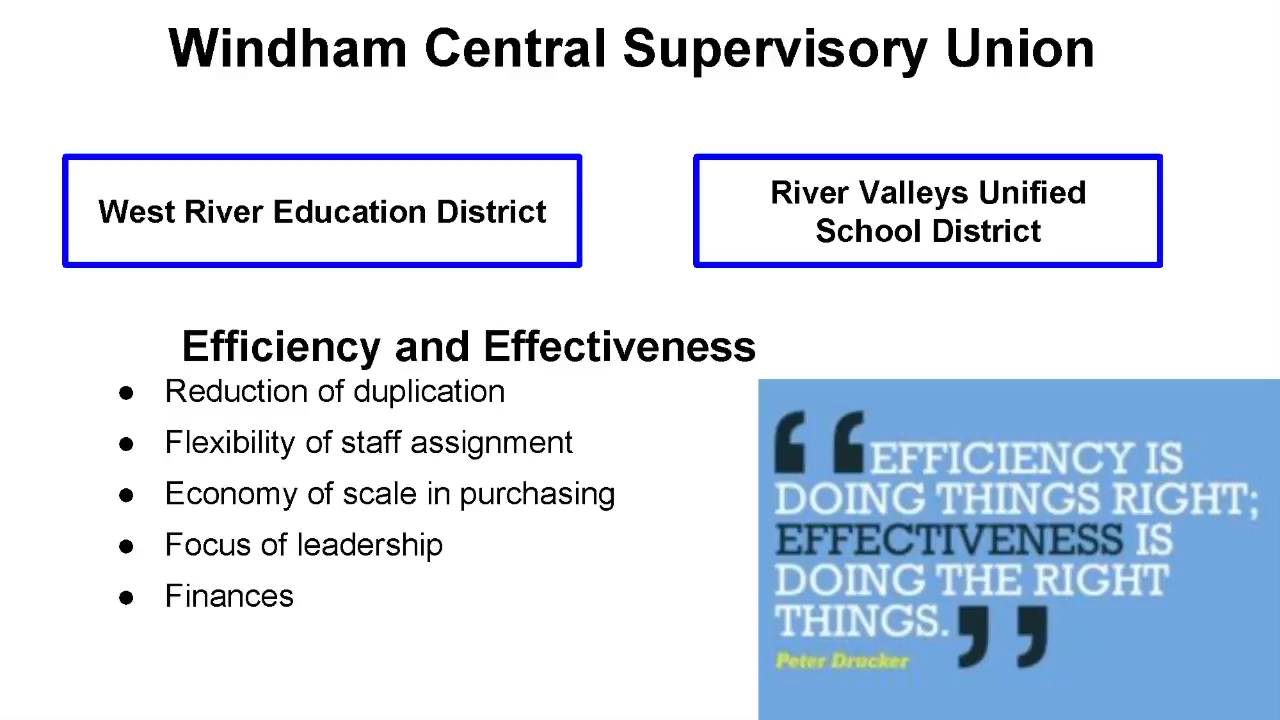 Windham Central Supervisory Union
West River Education District
River Valleys Unified
School District
Efficiency and Effectiveness
● Reduction of duplication
● Flexibility of staff assignment
● Economy of scale in purchasing
● Focus of leadership
● Finances
“EFFICIENCY IS
DOING THINGS RIGHT;
EFFECTIVENESS IS
DOING THE RIGHT
THINGS.”
Peter Drucker